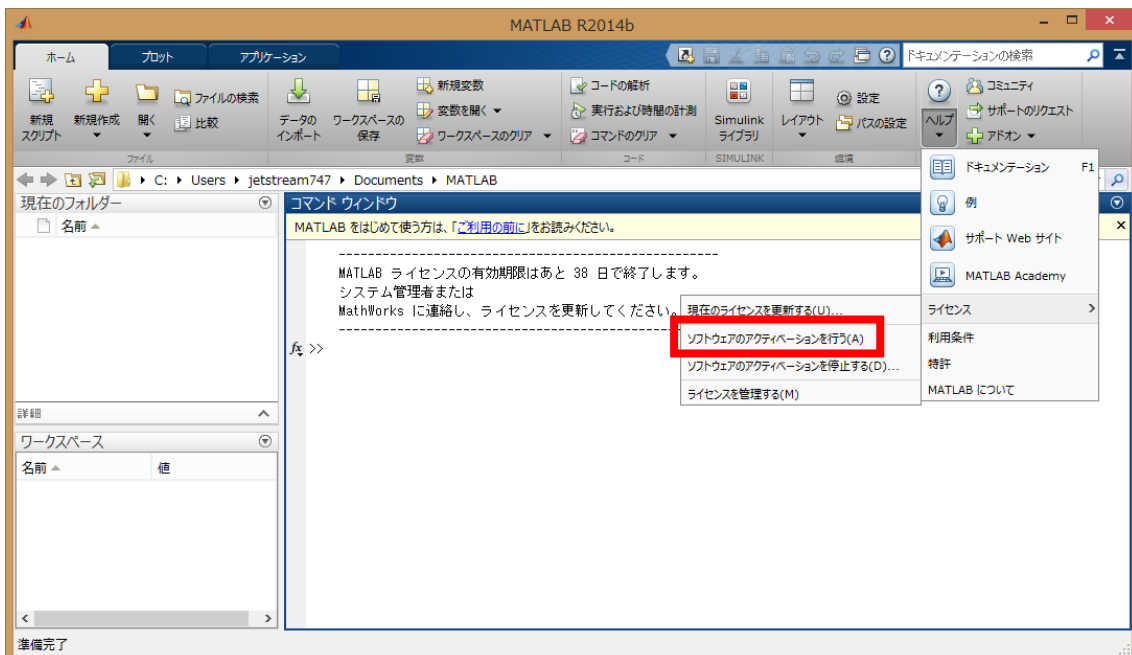 MATLAB R2014b
ホーム
プロット
アプリケーション
ドキュメンテーションの検索
新規
スクリプト
新規作成
開く
ファイルの検索
比較
ファイル
データの
インポート
ワークスペースの
保存
新規変数
変数を開く
ワークスペースのクリア
変数
コードの解析
実行および時間の計測
コマンドのクリア
コード
Simulink
ライブラリ
SIMULINK
レイアウト
設定
パスの設定
環境
ヘルプ
コミュニティ
サポートのリクエスト
アドオン
C: Users jetstream747 Documents MATLAB
現在のフォルダー
名前
詳細
ワークスペース
名前
値
コマンド ウィンドウ
MATLAB をはじめて使う方は、「ご利用の前に」をお読みください。
----------------------------------------------------
MATLAB ライセンスの有効期限はあと 38 日で終了します。
システム管理者または
MathWorks に連絡し、ライセンスを更新してください。
----------------------------------------------------
fx >>
ドキュメンテーション F1
例
サポート Web サイト
MATLAB Academy
ライセンス
利用条件
特許
MATLAB について
現在のライセンスを更新する(U)...
ソフトウェアのアクティベーションを行う(A)
ソフトウェアのアクティベーションを停止する(D)...
ライセンスを管理する(M)
準備完了